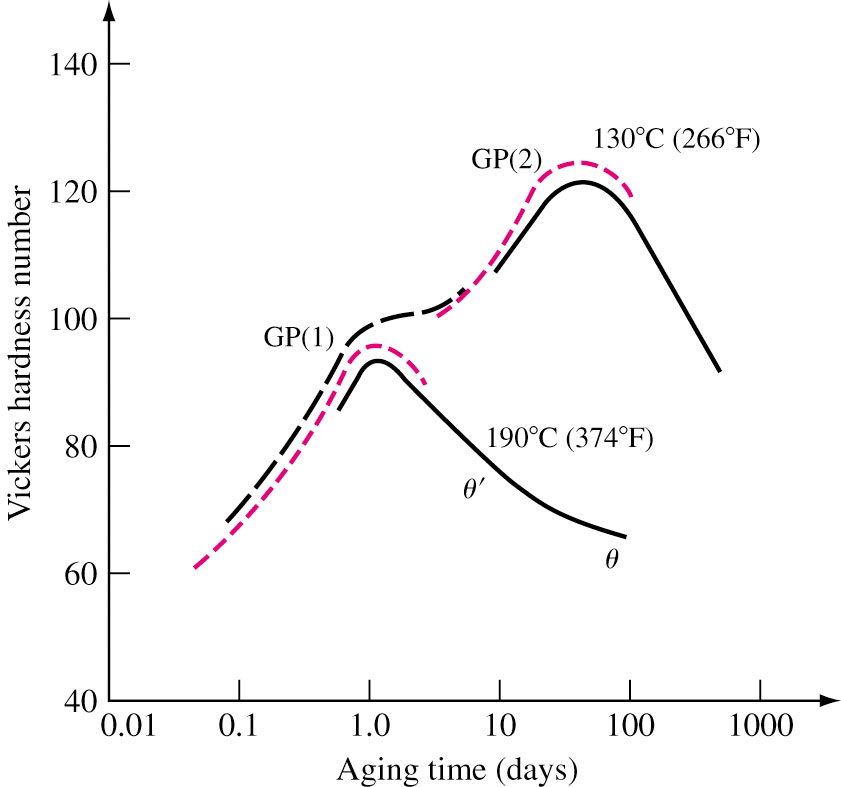 140
120
100
80
60
40
Vickers hardness number
130°C (266°F)
GP(2)
GP(1)
190°C (374°F)
θ′
θ
0.01
0.1
1.0
10
100
1000
Aging time (days)